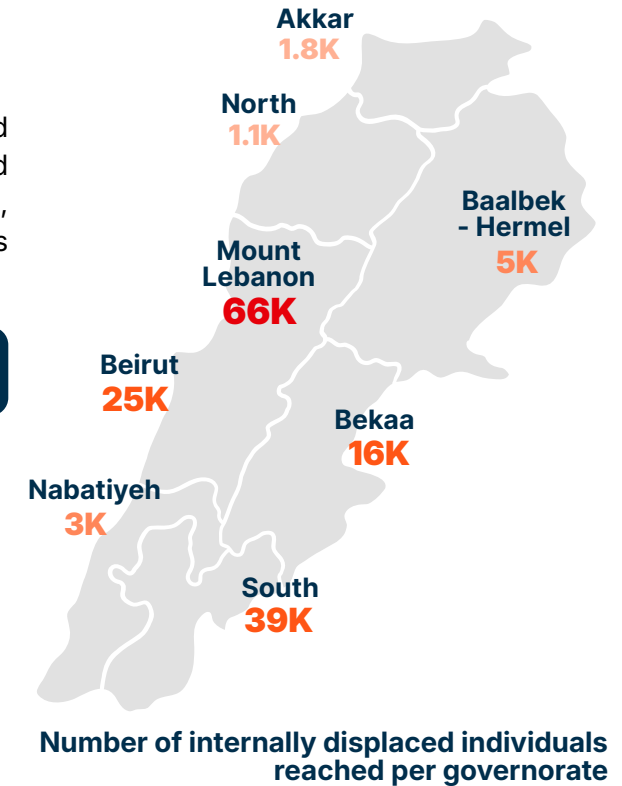 Akkar
1.8K
North
1.1K
d
d
,
s
Baalbek
- Hermel
5K
Mount
Lebanon
66K
Beirut
25K
Bekaa
16K
Nabatiyeh
3K
South
39K
Number of internally displaced individuals
reached per governorate